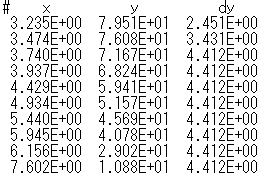 # x y dy
3.235E+00 7.951E+01 2.451E+00
3.474E+00 7.608E+01 3.431E+00
3.740E+00 7.167E+01 4.412E+00
3.937E+00 6.824E+01 4.412E+00
4.429E+00 5.941E+01 4.412E+00
4.934E+00 5.157E+01 4.412E+00
5.440E+00 4.569E+01 4.412E+00
5.945E+00 4.078E+01 4.412E+00
6.156E+00 2.902E+01 4.412E+00
7.602E+00 1.088E+01 4.412E+00